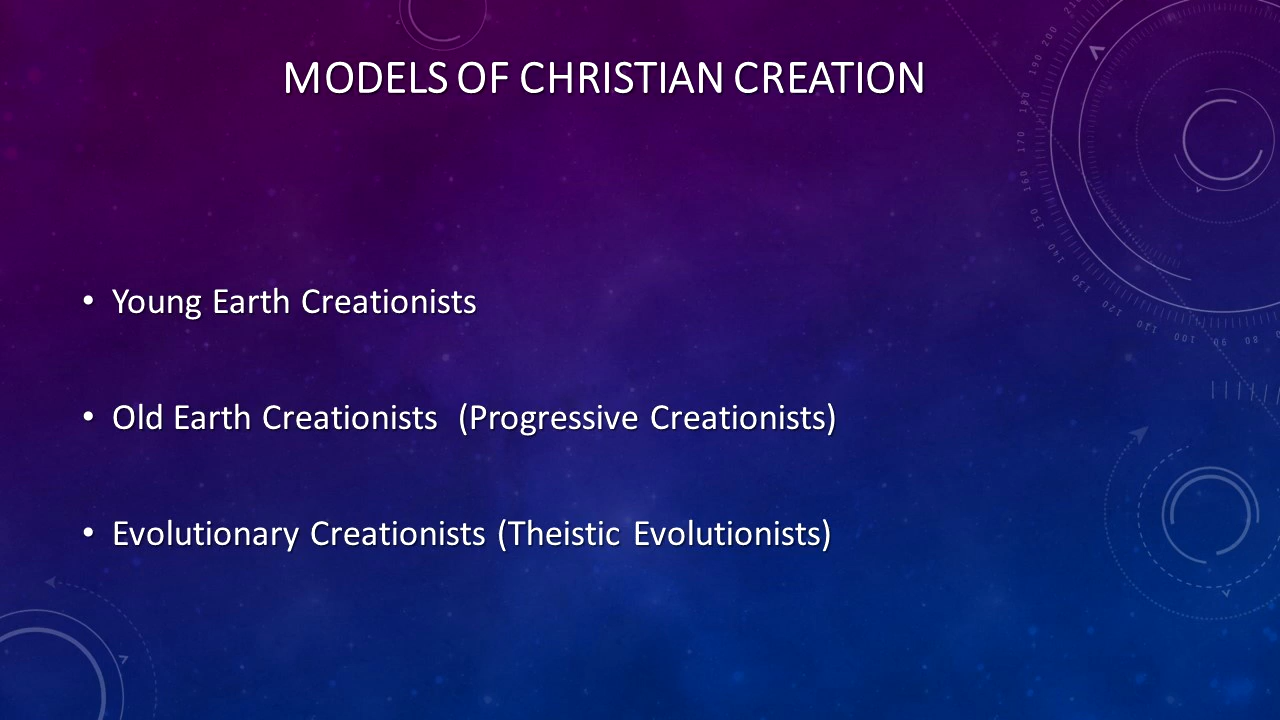 MODELS OF CHRISTIAN CREATION
• Young Earth Creationists
• Old Earth Creationists (Progressive Creationists)
• Evolutionary Creationists (Theistic Evolutionists)